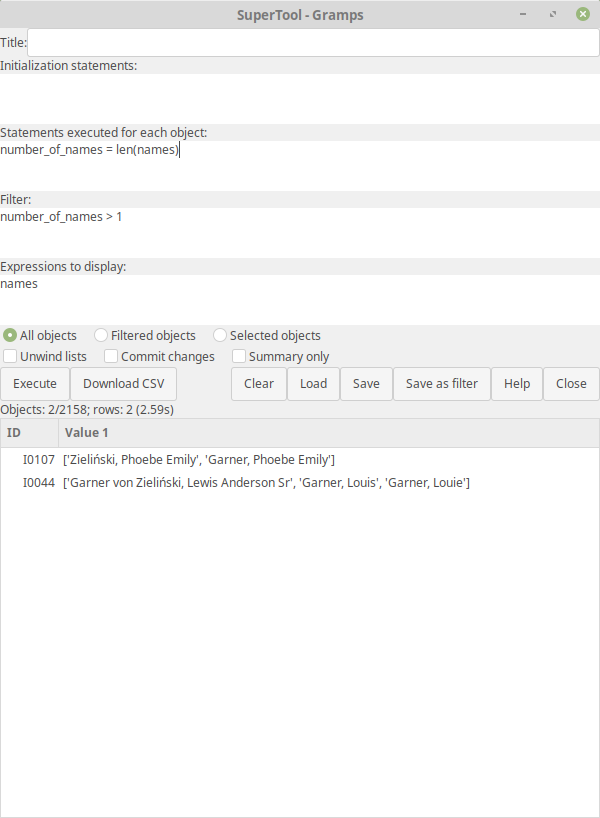 SuperTool - Gramps
Title:
Initialization statements:
Statements executed for each object:
number_of_names = len(names)
Filter:
number_of_names > 1
Expressions to display:
names
All objects Filtered objects Selected objects
Unwind lists Commit changes Summary only
Execute Download CSV Clear Load Save Save as filter Help Close
Objects: 2/2158; rows: 2 (2.59s)
ID Value 1
I0107 ['Zieliński, Phoebe Emily', 'Garner, Phoebe Emily']
I0044 ['Garner von Zieliński, Lewis Anderson Sr', 'Garner, Louis', 'Garner, Louie']